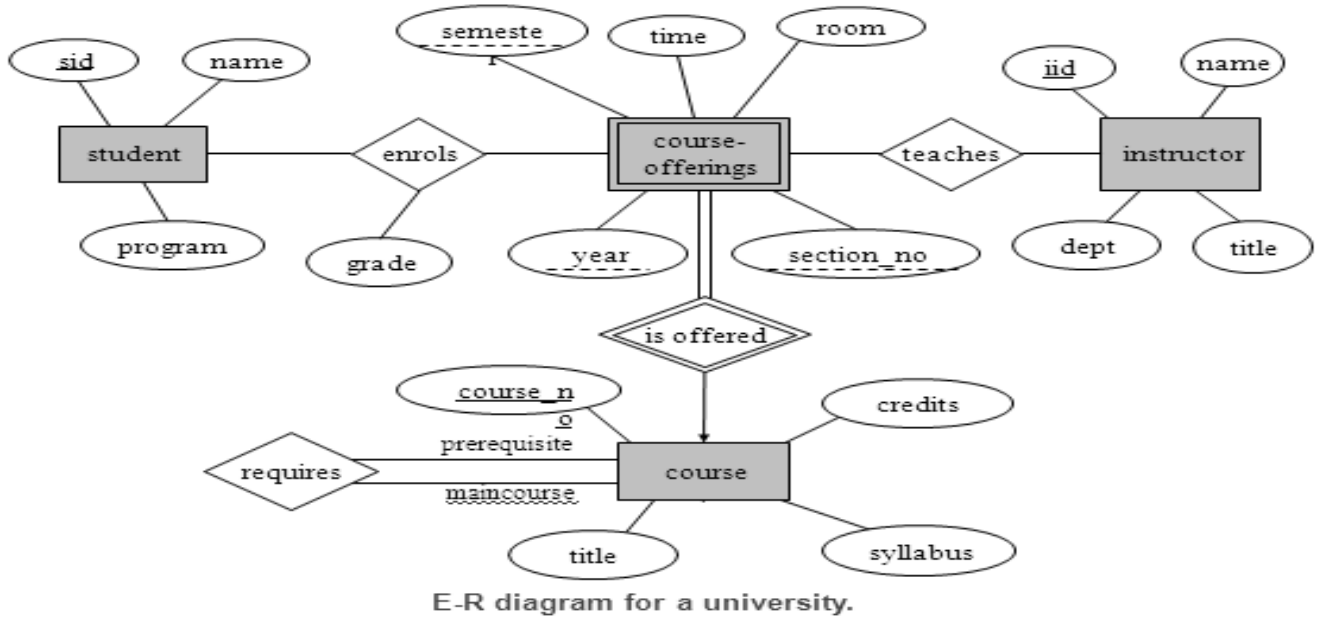 semeste
r
time
room
sid
name
iid
name
student
enrols
course-
offerings
teaches
instructor
program
grade
year
section_no
dept
title
is offered
course_n
o
credits
prerequisite
requires
course
maincourse
title
syllabus
E-R diagram for a university.